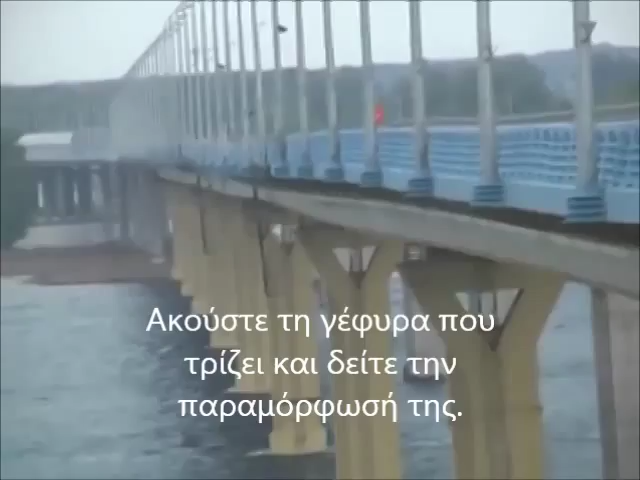 Ακούστε τη γέφυρα που
τρίζει και δείτε την
παραμόρφωσή της.